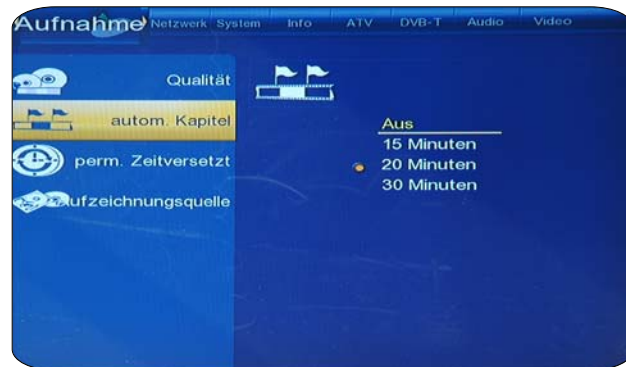 Aufnahme Netzwerk System Info ATV DVB-T Audio Video
Qualität
autom. Kapitel
perm. Zeitversetzt
ufzeichnungsquelle
Aus
15 Minuten
20 Minuten
30 Minuten